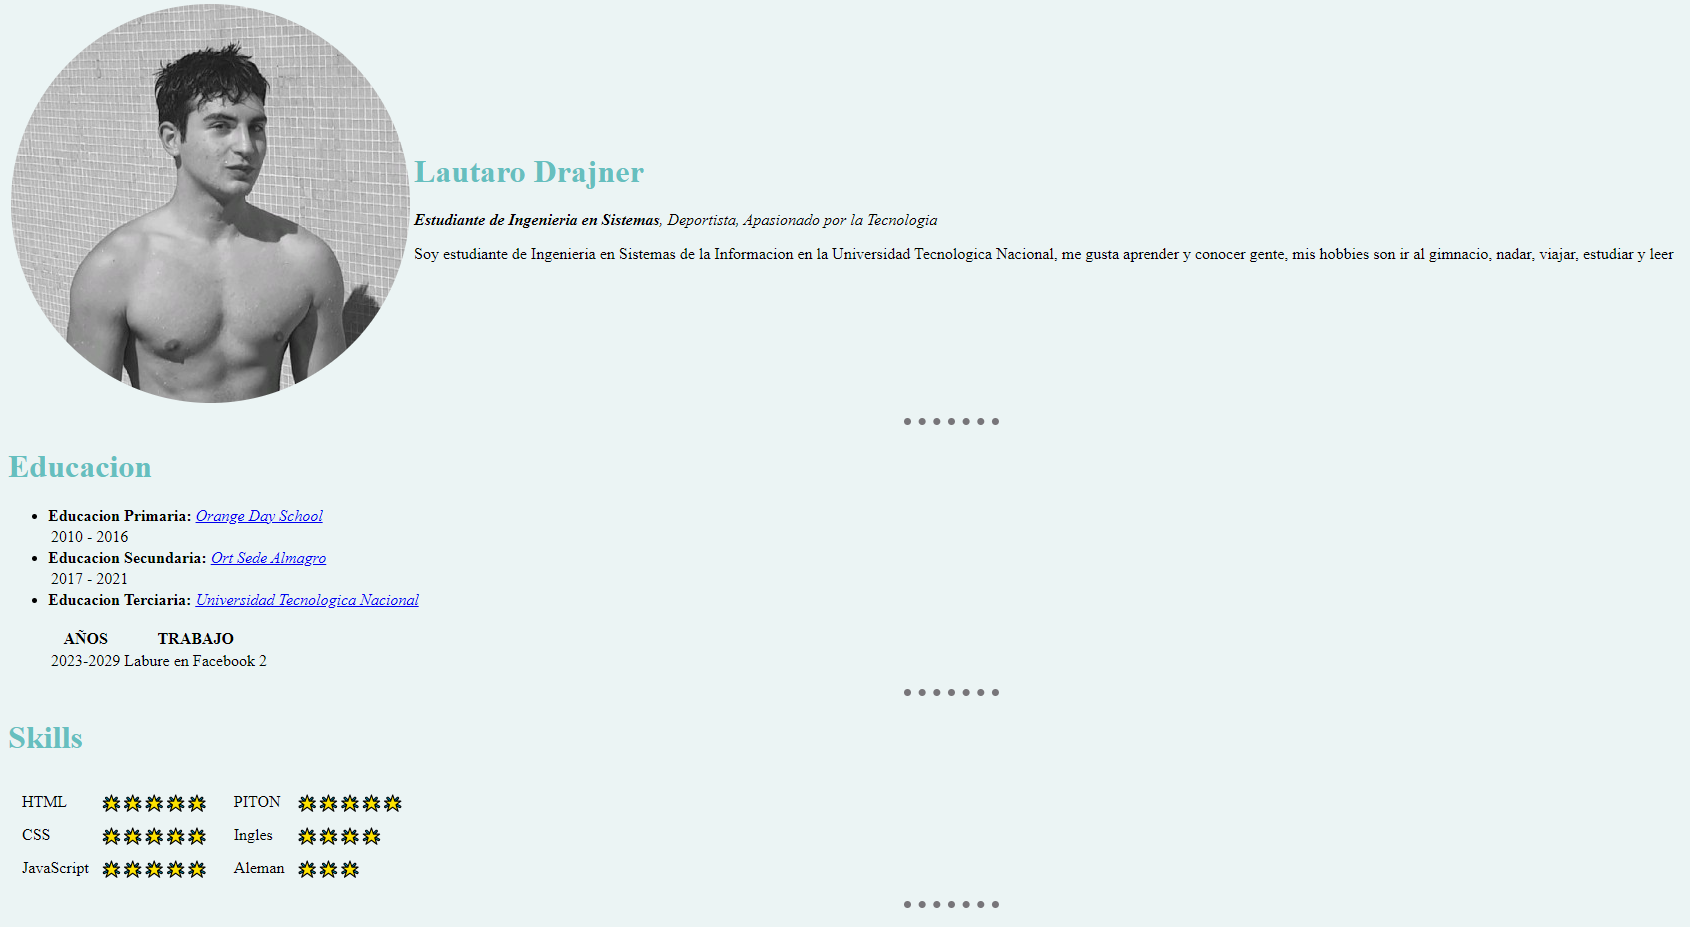 Lautaro Drajner
Estudiante de Ingenieria en Sistemas, Deportista, Apasionado por la Tecnologia
Soy estudiante de Ingenieria en Sistemas de la Informacion en la Universidad Tecnologica Nacional, me gusta aprender y conocer gente, mis hobbies son ir al gimnacio, nadar, viajar, estudiar y leer
Educacion
Educacion Primaria: Orange Day School
2010 - 2016
Educacion Secundaria: Ort Sede Almagro
2017 - 2021
Educacion Terciaria: Universidad Tecnologica Nacional
AÑOS TRABAJO
2023-2029 Labure en Facebook 2
Skills
HTML PITON
CSS Ingles
JavaScript Aleman